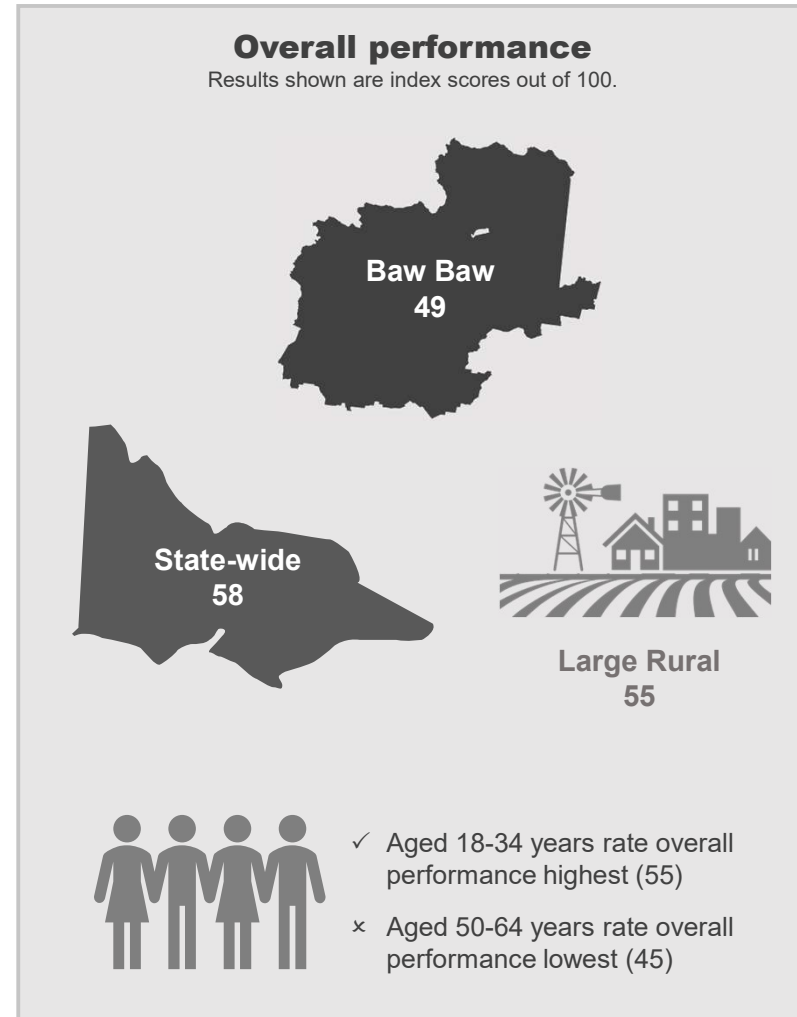 Overall performance
Results shown are index scores out of 100.
Baw Baw
49
State-wide
58
Large Rural
55
✓ Aged 18-34 years rate overall
performance highest (55)
× Aged 50-64 years rate overall
performance lowest (45)